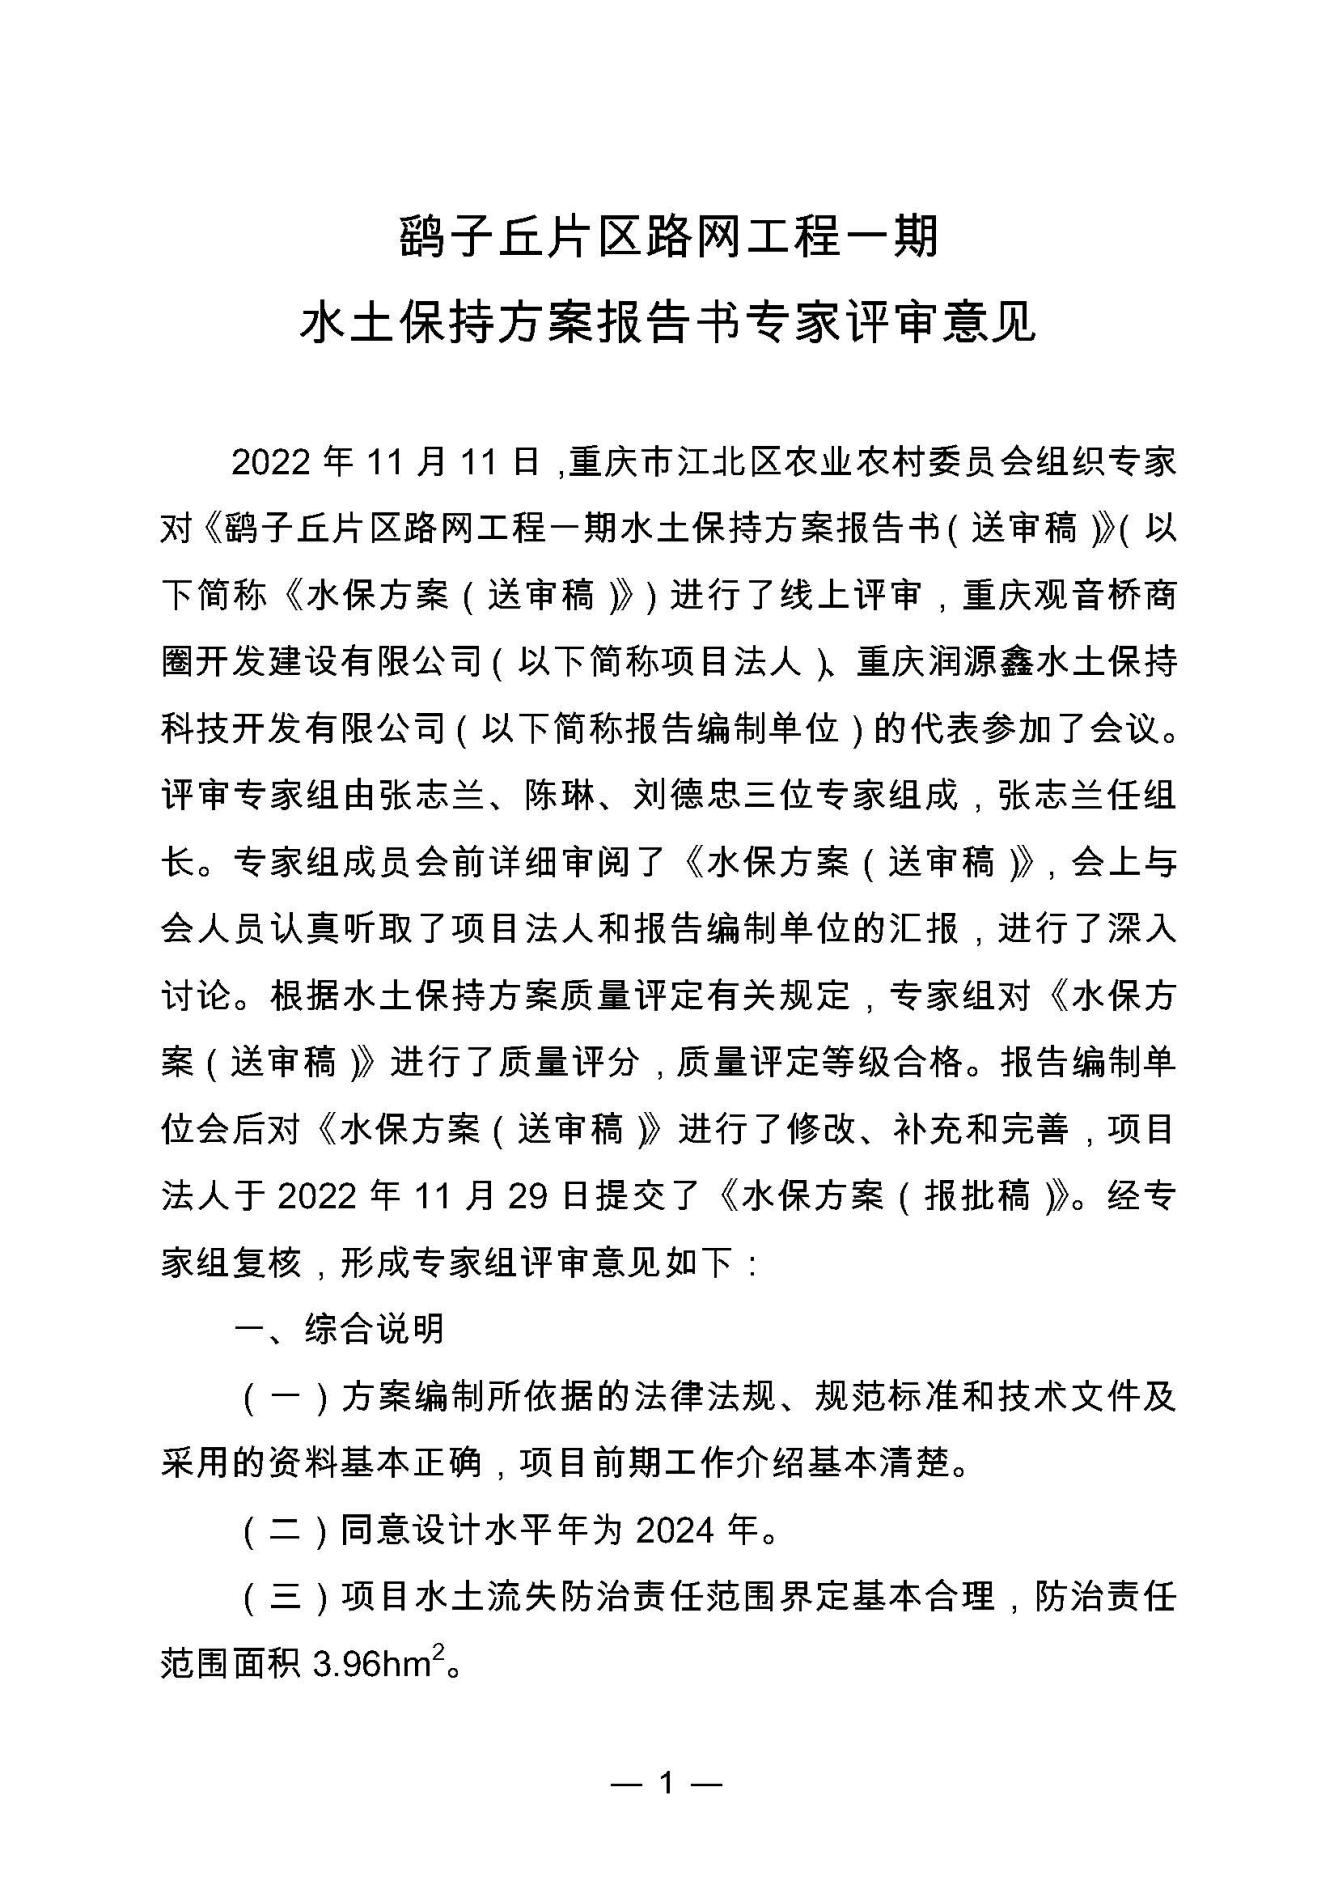 鹞子丘片区路网工程一期
水土保持方案报告书专家评审意见
2022 年 11 月 11 日,重庆市江北区农业农村委员会组织专家
对《鹞子丘片区路网工程一期水土保持方案报告书(送审稿)》(以
下简称《水保方案(送审稿)》)进行了线上评审,重庆观音桥商
圈开发建设有限公司(以下简称项目法人)、重庆润源鑫水土保持
科技开发有限公司(以下简称报告编制单位)的代表参加了会议。
评审专家组由张志兰、陈琳、刘德忠三位专家组成,张志兰任组
长。专家组成员会前详细审阅了《水保方案(送审稿)》,会上与
会人员认真听取了项目法人和报告编制单位的汇报,进行了深入
讨论。根据水土保持方案质量评定有关规定,专家组对《水保方
案(送审稿)》进行了质量评分,质量评定等级合格。报告编制单
位会后对《水保方案(送审稿)》进行了修改、补充和完善,项目
法人于 2022 年 11 月 29 日提交了《水保方案(报批稿)》。经专
家组复核,形成专家组评审意见如下:
一、综合说明
(一)方案编制所依据的法律法规、规范标准和技术文件及
采用的资料基本正确,项目前期工作介绍基本清楚。
(二)同意设计水平年为 2024 年。
(三)项目水土流失防治责任范围界定基本合理,防治责任
范围面积 3.96hm²。
— 1 —